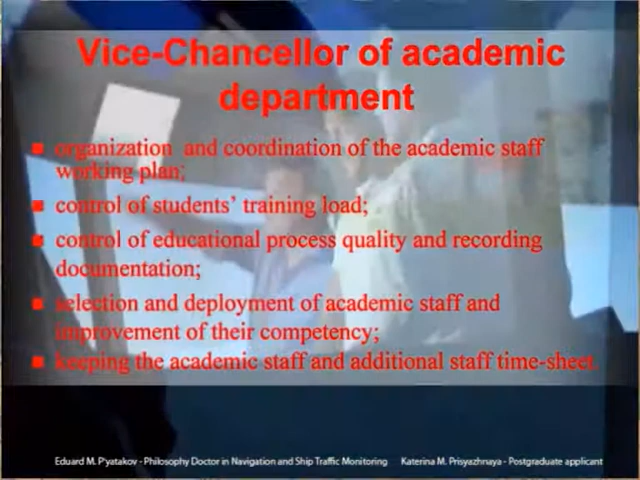 Vice-Chancellor of academic
department
organization and coordination of the academic staff
working plan;
control of students' training load;
control of educational process quality and recording
documentation;
selection and deployment of academic staff and
improvement of their competency;
keeping the academic staff and additional staff time-sheet.
Eduard M. P'yatakov - Philosophy Doctor in Navigation and Ship Traffic Monitoring Katerina M. Prisyazhnaya - Postgraduate applicant